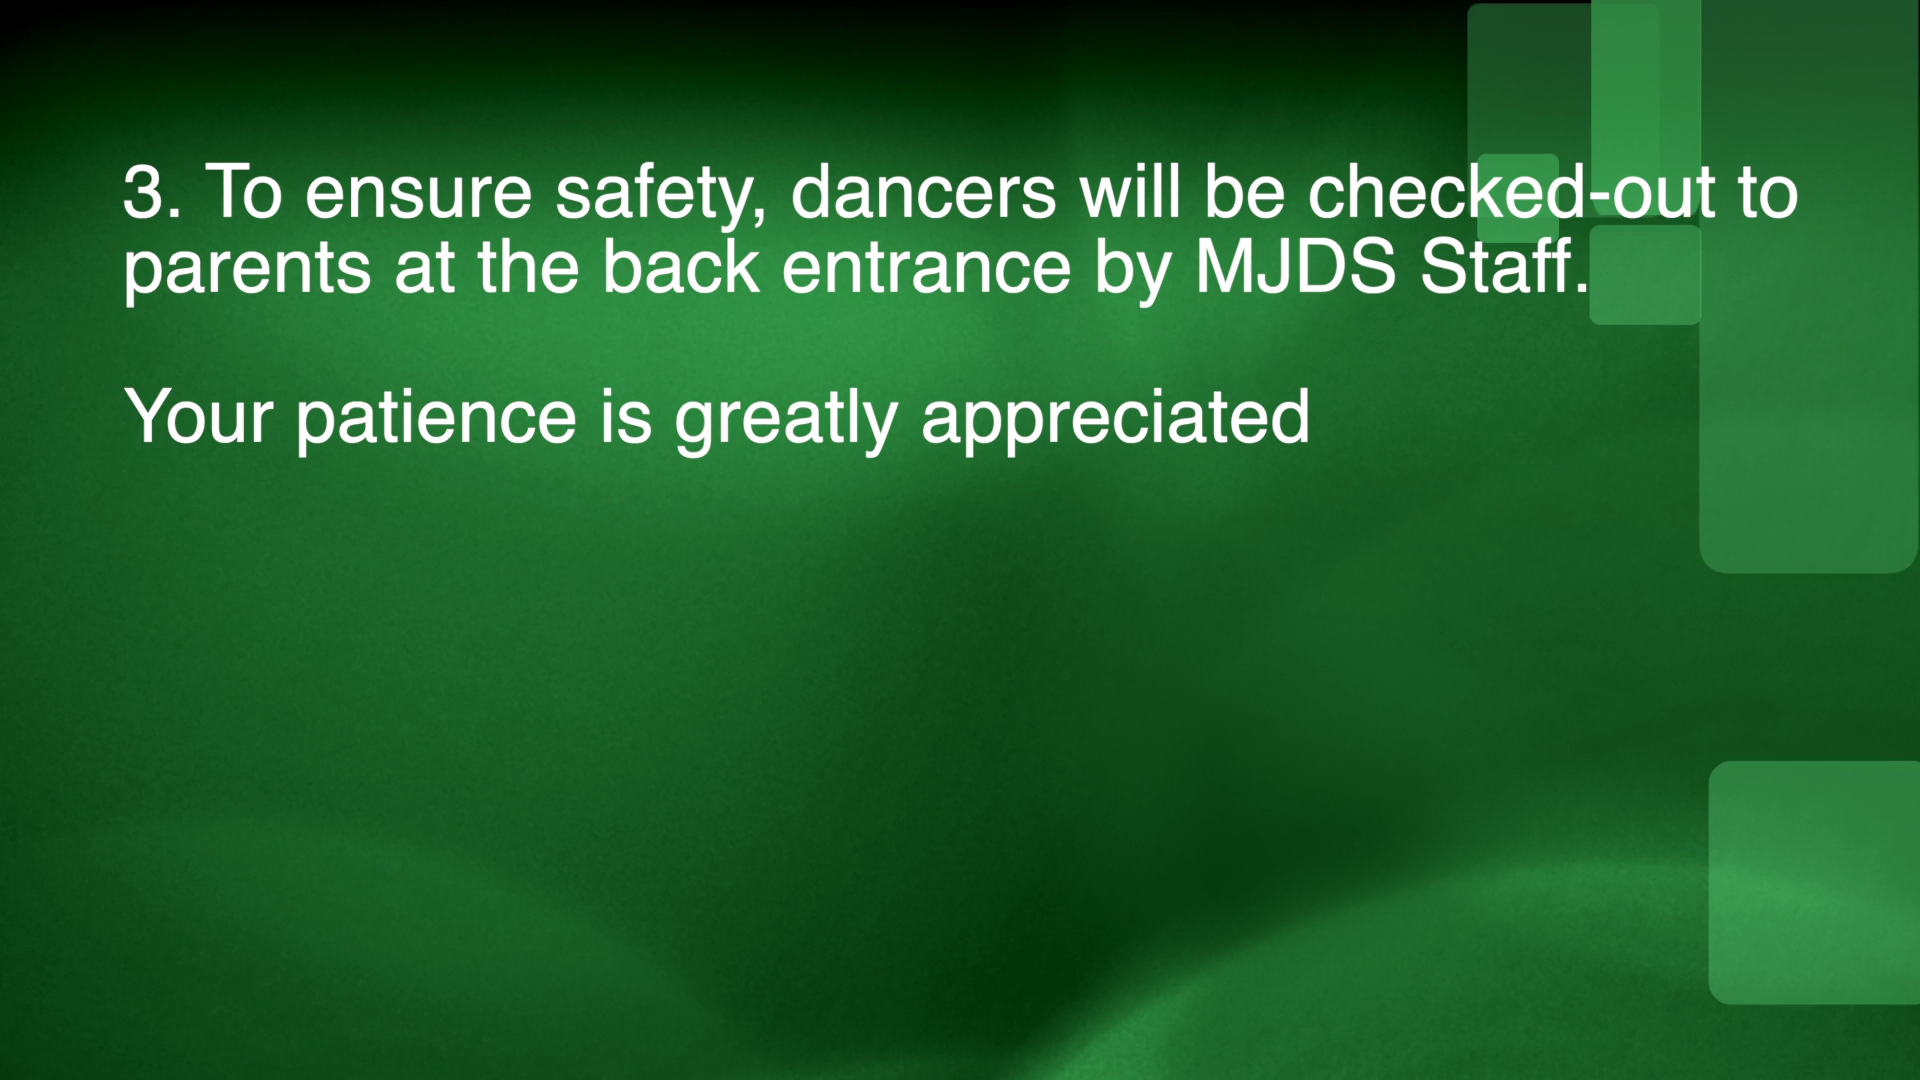 3. To ensure safety, dancers will be checked-out to
parents at the back entrance by MJDS Staff.
Your patience is greatly appreciated